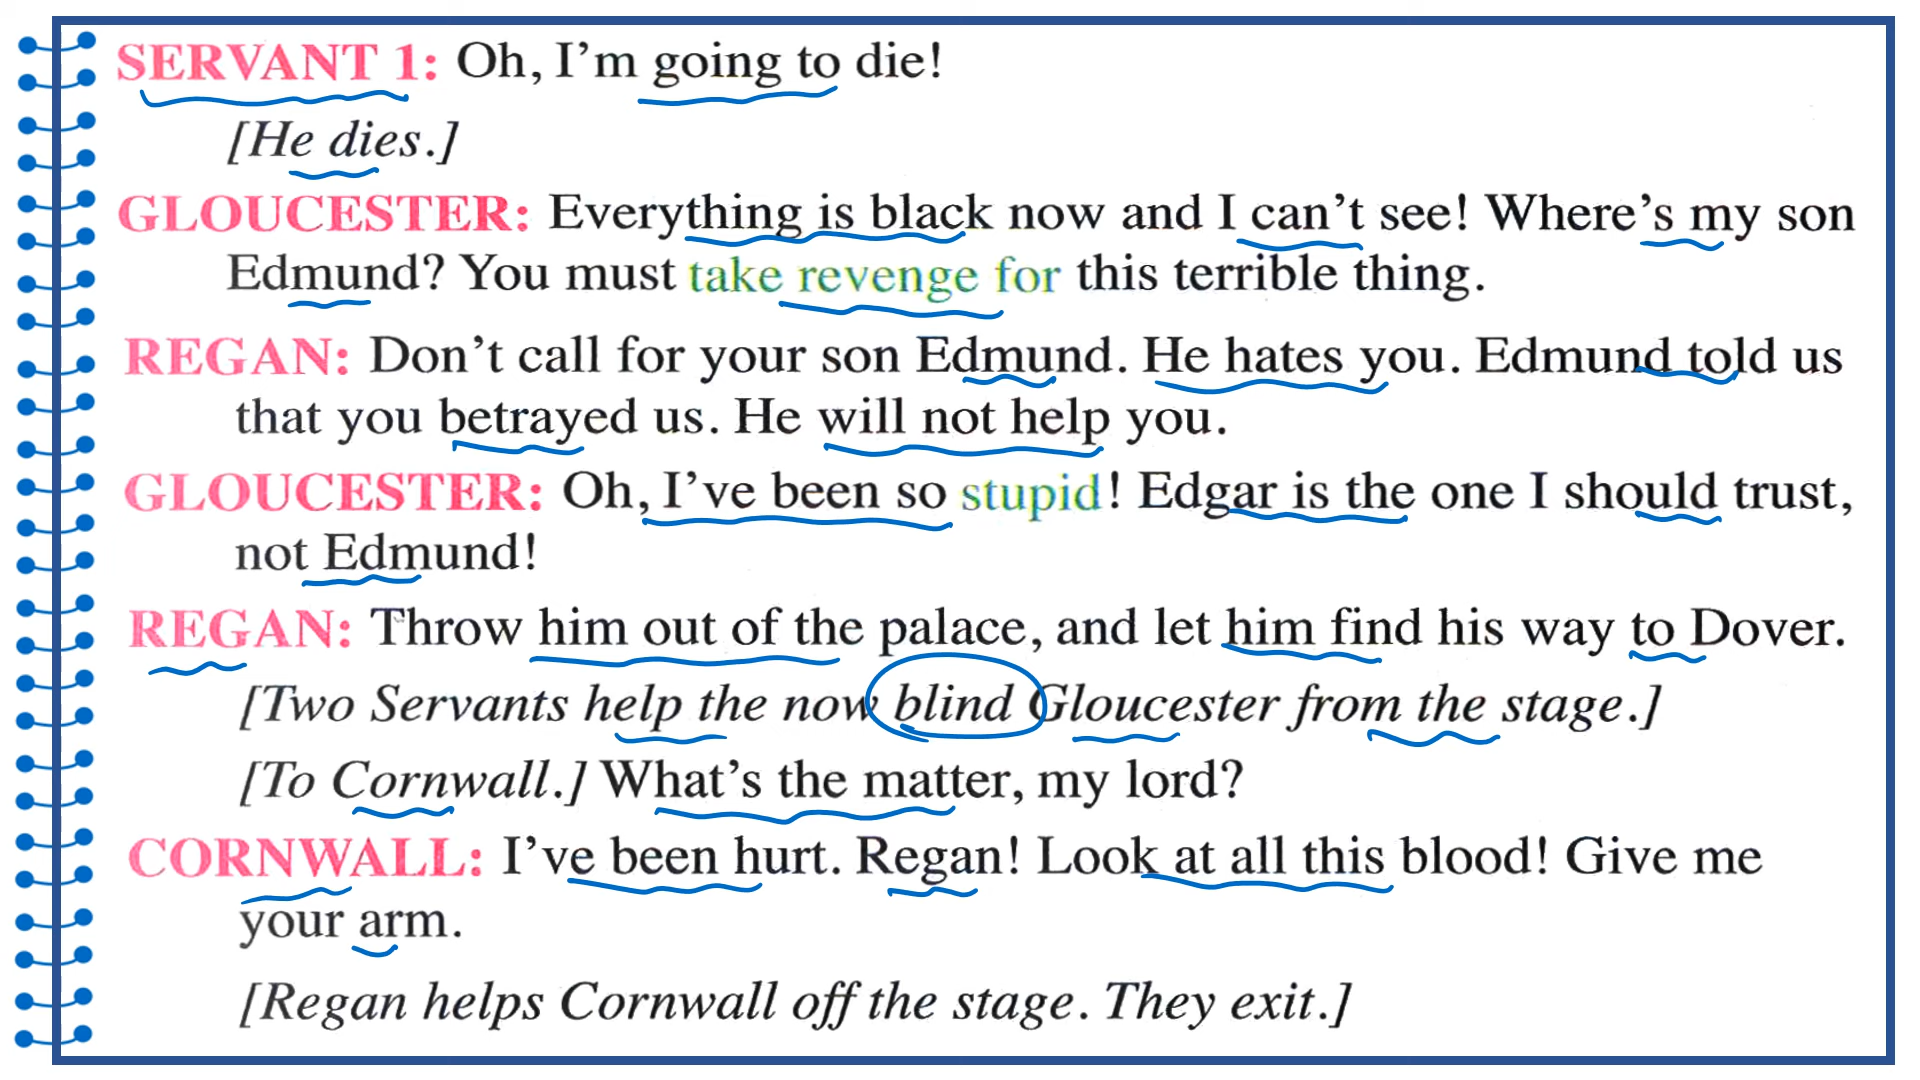 SERVANT 1: Oh, I'm going to die!
[He dies.]
GLOUCESTER: Everything is black now and I can't see! Where's my son
Edmund? You must take revenge for this terrible thing.
REGAN: Don't call for your son Edmund. He hates you. Edmund told us
that you betrayed us. He will not help you.
GLOUCESTER: Oh, I've been so stupid! Edgar is the one I should trust,
not Edmund!
REGAN: Throw him out of the palace, and let him find his way to Dover.
[Two Servants help the now blind Gloucester from the stage.]
[To Cornwall.] What's the matter, my lord?
CORNWALL: I've been hurt. Regan! Look at all this blood! Give me
your arm.
[Regan helps Cornwall off the stage. They exit.]